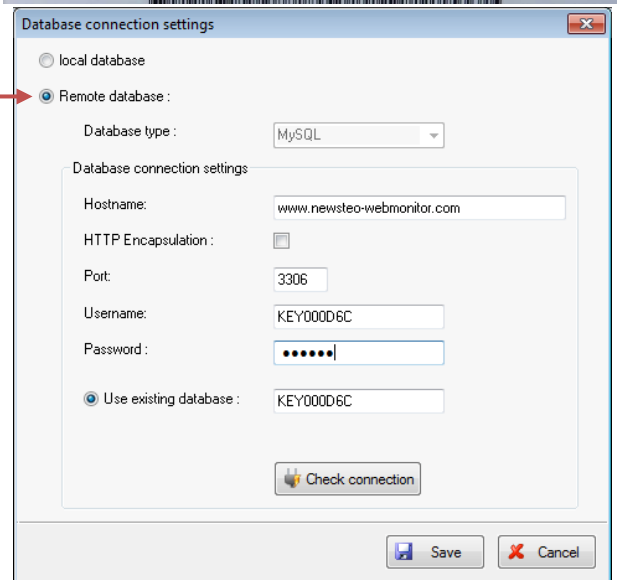 Database connection settings
local database
Remote database :
Database type :
MySQL
Database connection settings
Hostname:
www.newsteo-webmonitor.com
HTTP Encapsulation :
Port:
3306
Username:
KEY000D6C
Password :
●●●●●●
Use existing database :
KEY000D6C
Check connection
Save
Cancel